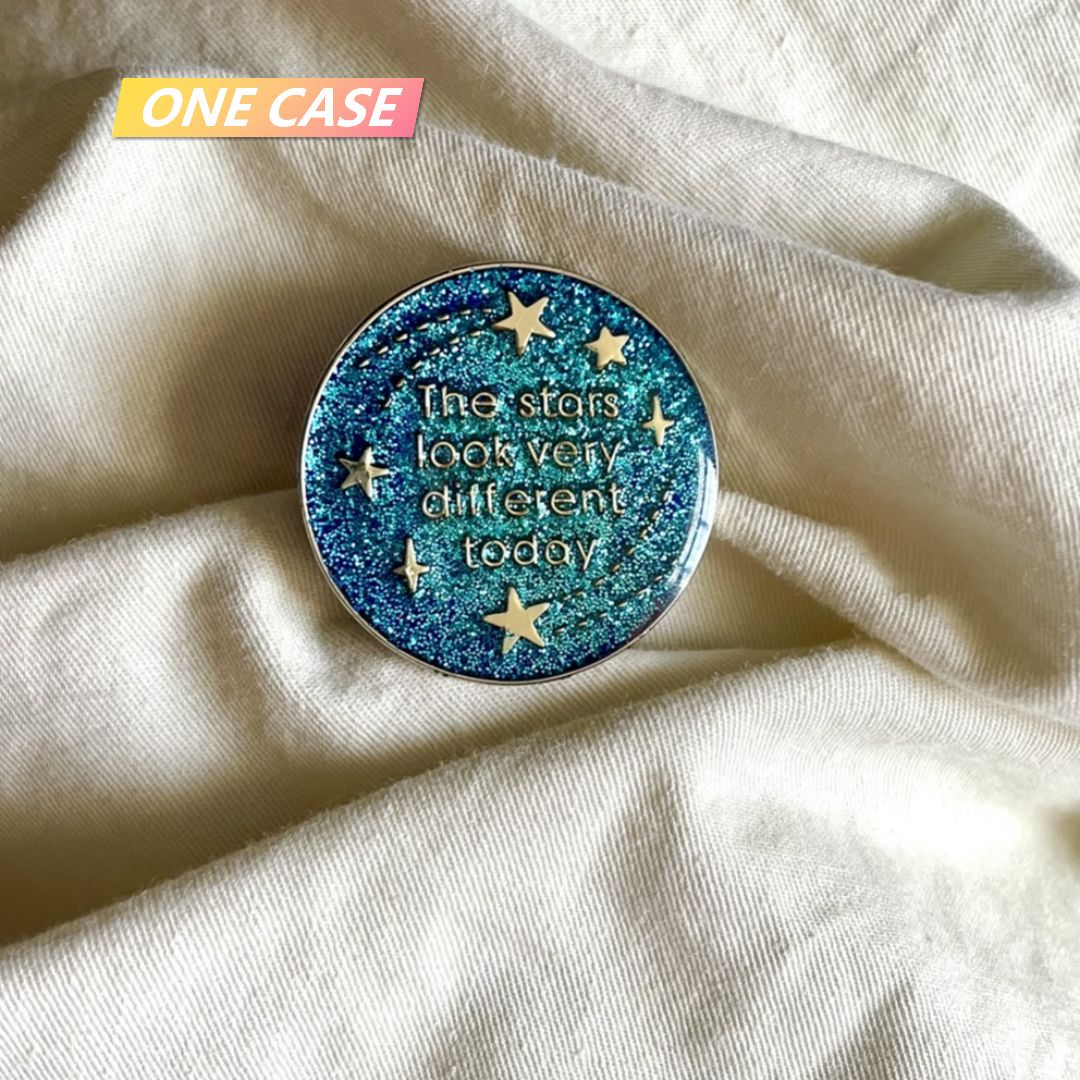 ONE CASE
The stars
look very
different
today